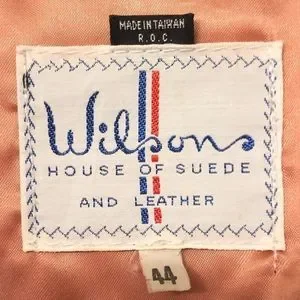 MADE IN TAIWAN
R.O.C.
Wilsons
HOUSE OF SUEDE
AND LEATHER
44